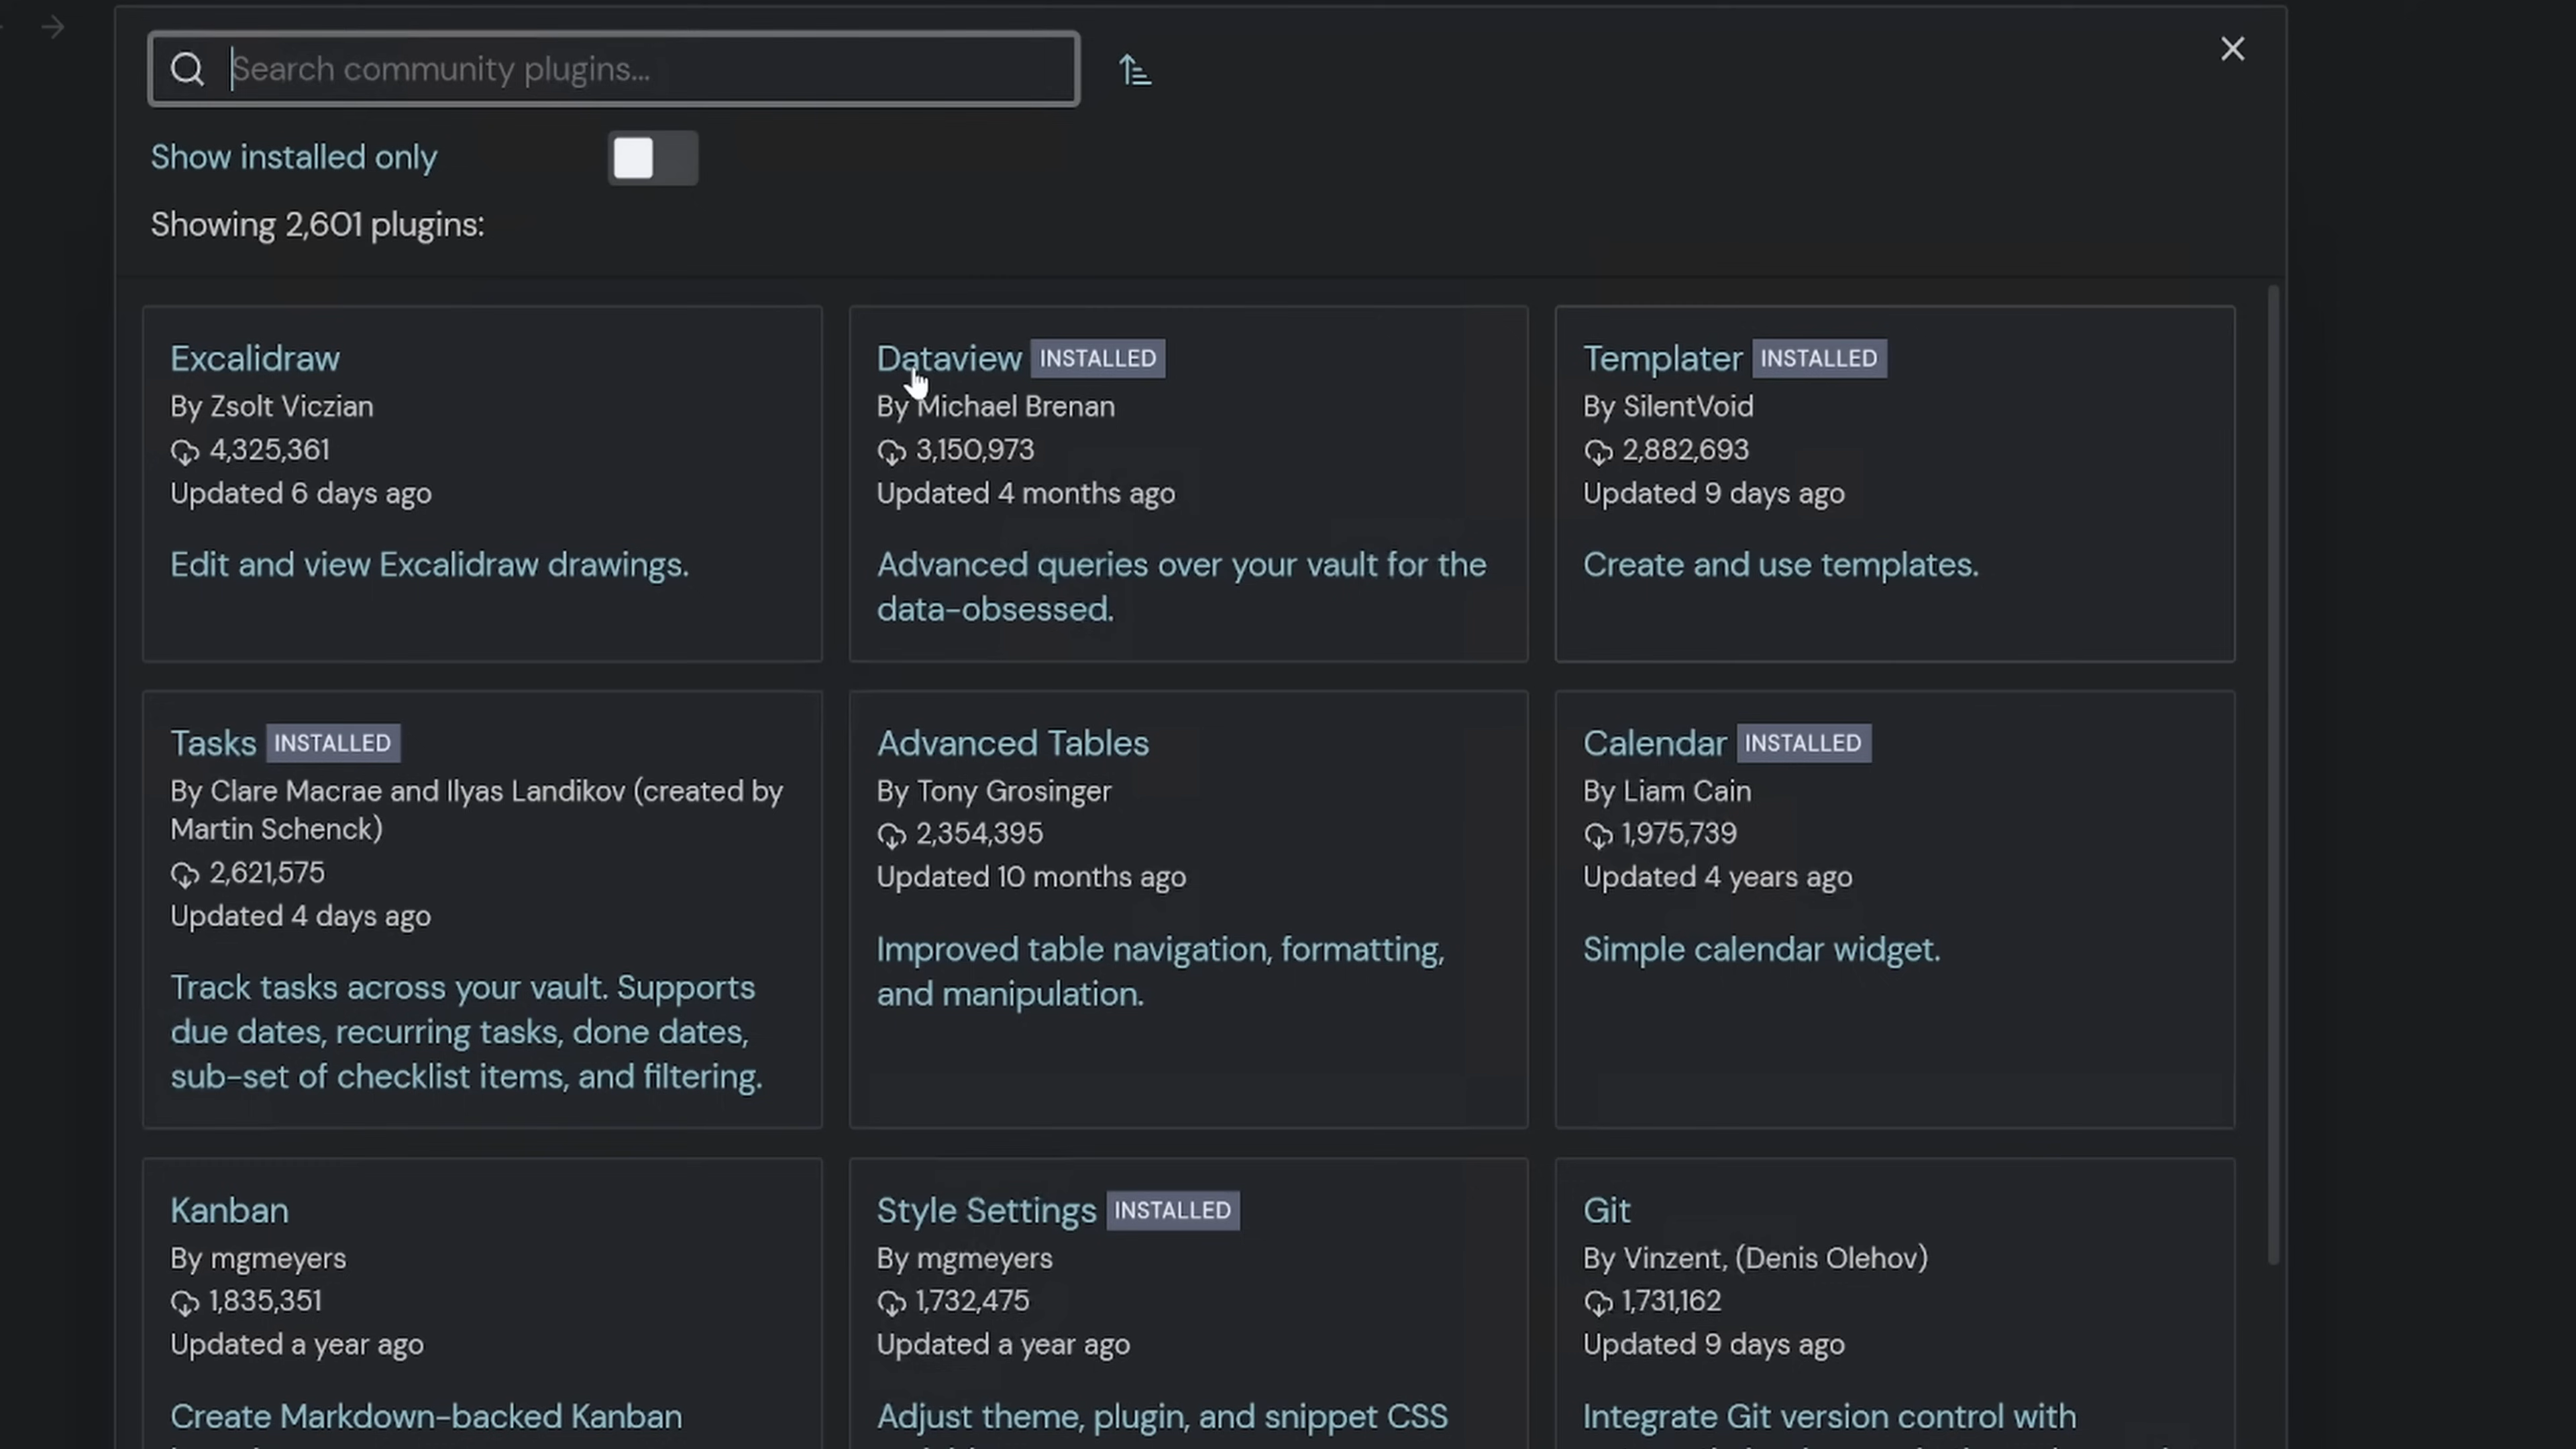 Search community plugins...
Show installed only
Showing 2,601 plugins:
Excalidraw
By Zsolt Viczian
4,325,361
Updated 6 days ago
Edit and view Excalidraw drawings.
Dataview INSTALLED
By Michael Brenan
3,150,973
Updated 4 months ago
Advanced queries over your vault for the
data-obsessed.
Templater INSTALLED
By SilentVoid
2,882,693
Updated 9 days ago
Create and use templates.
Tasks INSTALLED
By Clare Macrae and Ilyas Landikov (created by
Martin Schenck)
2,621,575
Updated 4 days ago
Track tasks across your vault. Supports
due dates, recurring tasks, done dates,
sub-set of checklist items, and filtering.
Advanced Tables
By Tony Grosinger
2,354,395
Updated 10 months ago
Improved table navigation, formatting,
and manipulation.
Calendar INSTALLED
By Liam Cain
1,975,739
Updated 4 years ago
Simple calendar widget.
Kanban
By mgmeyers
1,835,351
Updated a year ago
Create Markdown-backed Kanban
Style Settings INSTALLED
By mgmeyers
1,732,475
Updated a year ago
Adjust theme, plugin, and snippet CSS
Git
By Vinzent, (Denis Olehov)
1,731,162
Updated 9 days ago
Integrate Git version control with